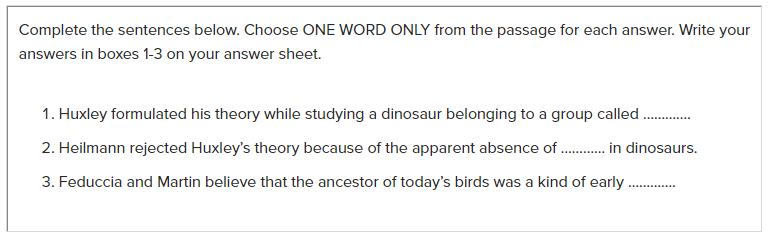 Complete the sentences below. Choose ONE WORD ONLY from the passage for each answer. Write your
answers in boxes 1-3 on your answer sheet.
1. Huxley formulated his theory while studying a dinosaur belonging to a group called .............
2. Heilmann rejected Huxley’s theory because of the apparent absence of ............ in dinosaurs.
3. Feduccia and Martin believe that the ancestor of today’s birds was a kind of early .............